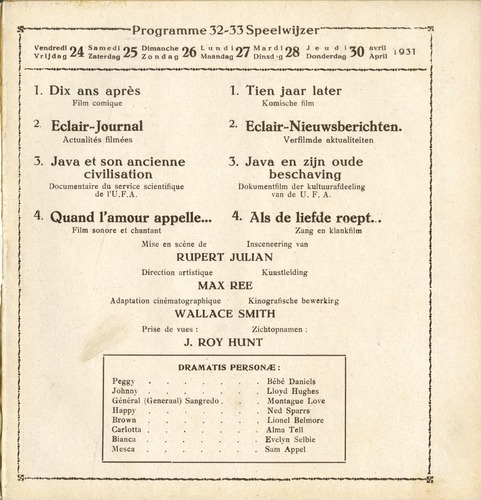 Programme 32-33 Speelwijzer
Vendredi Vrijdag 24 Samedi Zaterdag 25 Dimanche Zondag 26 Lundi Maandag 27 Mardi Dinsd-g 28 Jeudi Donderdag 30 avril April 1931
1. Dix ans après
Film comique
1. Tien jaar later
Komische film
2. Eclair-Journal
Actualités filmées
2. Eclair-Nieuwsberichten.
Verfilmde aktualiteiten
3. Java et son ancienne
civilisation
Documentaire du service scientifique
de l'U.F.A.
3. Java en zijn oude
beschaving
Dokumentfilm der kultuurafdeeling
van de U. F. A.
4. Quand l'amour appelle...
Film sonore et chantant
4. Als de liefde roept...
Zang en klankfilm
Mise en scène de Insceneering van
RUPERT JULIAN
Direction artistique Kunstleiding
MAX REE
Adaptation cinématographique Kinografische bewerking
WALLACE SMITH
Prise de vues : Zichtopnamen :
J. ROY HUNT
DRAMATIS PERSONÆ :
Peggy . . . . . . . Bébé Daniels
Johnny . . . . . . . Lloyd Hughes
Général (Generaal) Sangredo . . . Montague Love
Happy . . . . . . . Ned Sparrs
Brown . . . . . . . Lionel Belmore
Carlotta . . . . . . . Alma Tell
Bianca . . . . . . . Evelyn Selbie
Mesca . . . . . . . Sam Appel